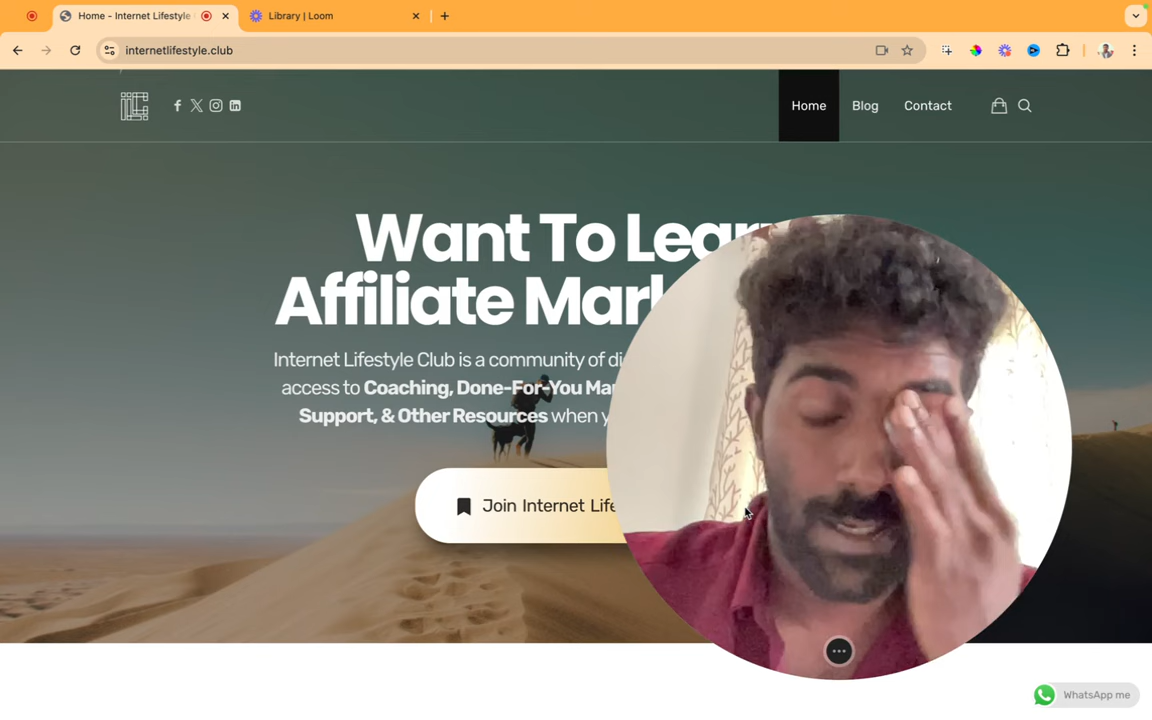 Home - Internet Lifestyle
Library | Loom
internetlifestyle.club
Home
Blog
Contact
Want To Lear
Affiliate Mark
Internet Lifestyle Club is a community of di
access to Coaching, Done-For-You Mar
Support, & Other Resources when y
Join Internet Life
WhatsApp me